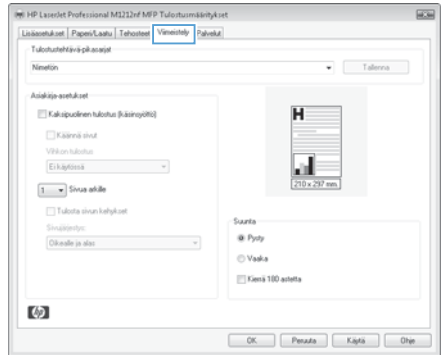 HP LaserJet Professional M1212nf MFP Tulostusmääritykset
Lisäasetukset Paperi/Laatu Tehosteet Viimeistely Palvelut
Tulostustehtävä-pikasarjat
Nimetön Tallenna
Asiakirja-asetukset
Kaksipuolinen tulostus (käsinsyöttö)
Käännä sivut
Vihkon tulostus
Ei käytössä
1 Sivua arkille
Tulosta sivun kehykset
Sivujärjestys:
Oikealle ja alas
H
210 x 297 mm
Suunta
Pysty
Vaaka
Kierrä 180 astetta
hp
OK Peruuta Käytä Ohje